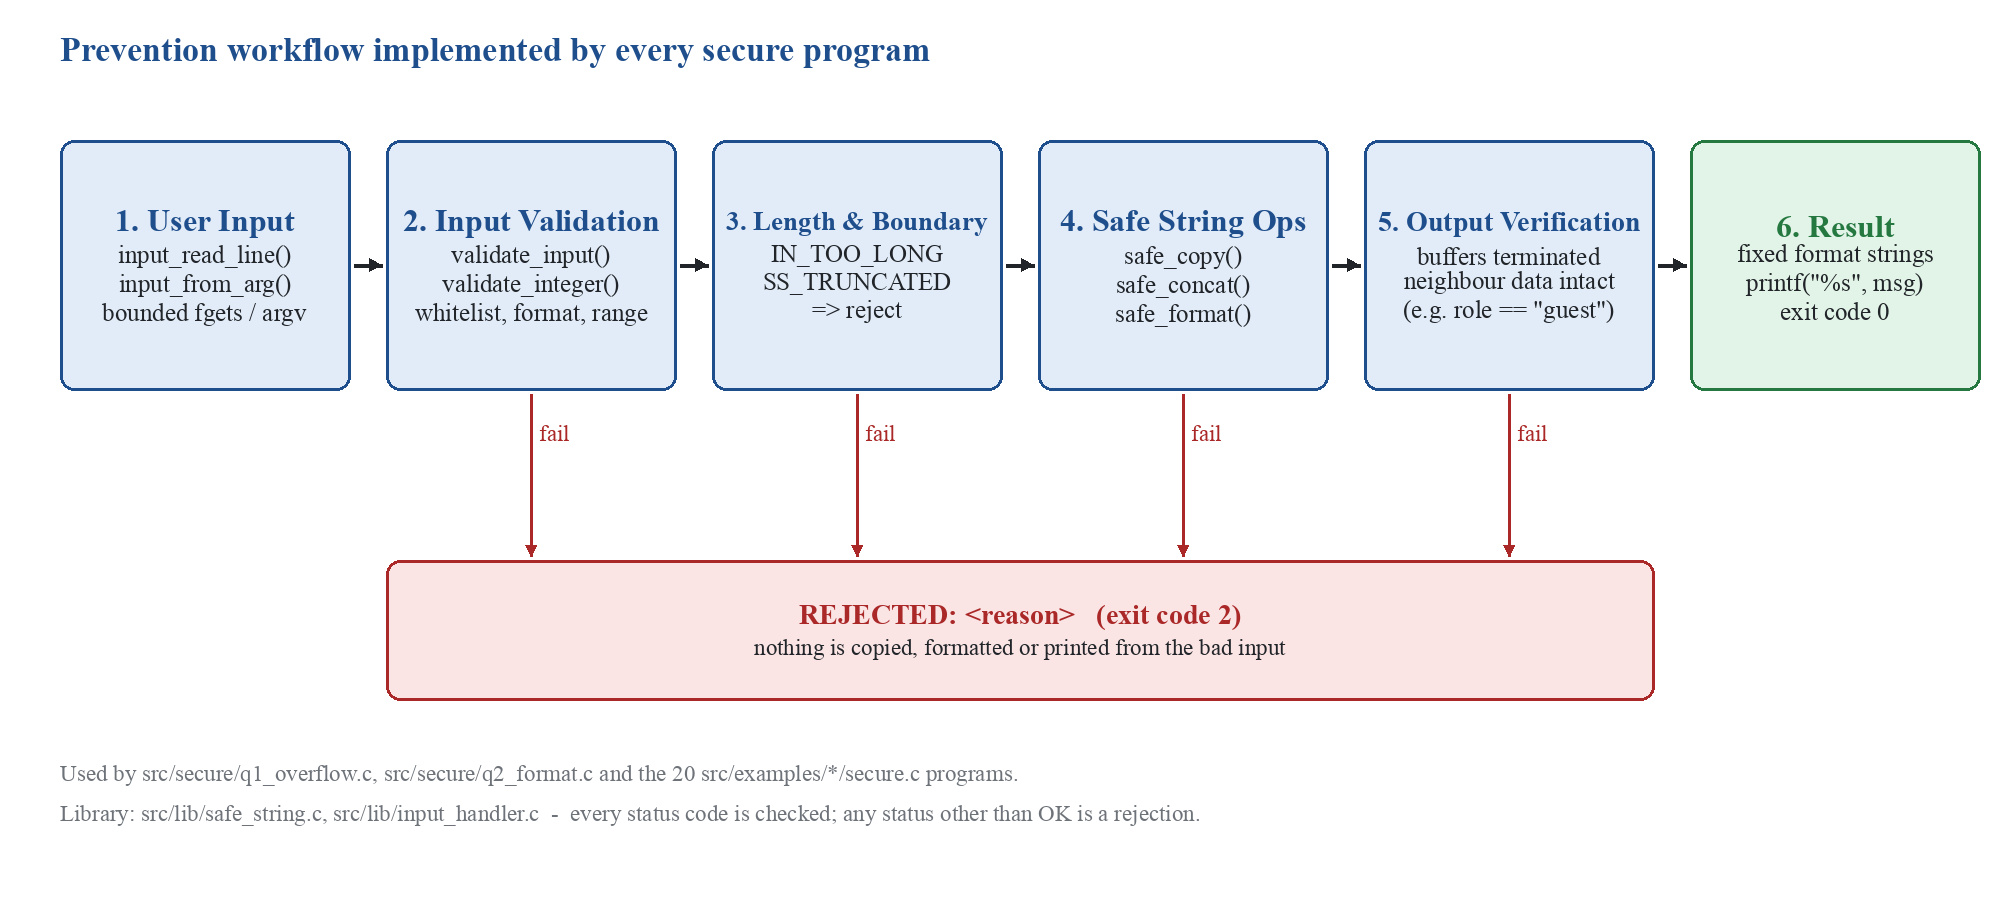 Prevention workflow implemented by every secure program
1. User Input
input_read_line()
input_from_arg()
bounded fgets / argv
2. Input Validation
validate_input()
validate_integer()
whitelist, format, range
3. Length & Boundary
IN_TOO_LONG
SS_TRUNCATED
=> reject
4. Safe String Ops
safe_copy()
safe_concat()
safe_format()
5. Output Verification
buffers terminated
neighbour data intact
(e.g. role == "guest")
6. Result
fixed format strings
printf("%s", msg)
exit code 0
fail
fail
fail
fail
REJECTED: <reason>   (exit code 2)
nothing is copied, formatted or printed from the bad input
Used by src/secure/q1_overflow.c, src/secure/q2_format.c and the 20 src/examples/*/secure.c programs.
Library: src/lib/safe_string.c, src/lib/input_handler.c  -  every status code is checked; any status other than OK is a rejection.